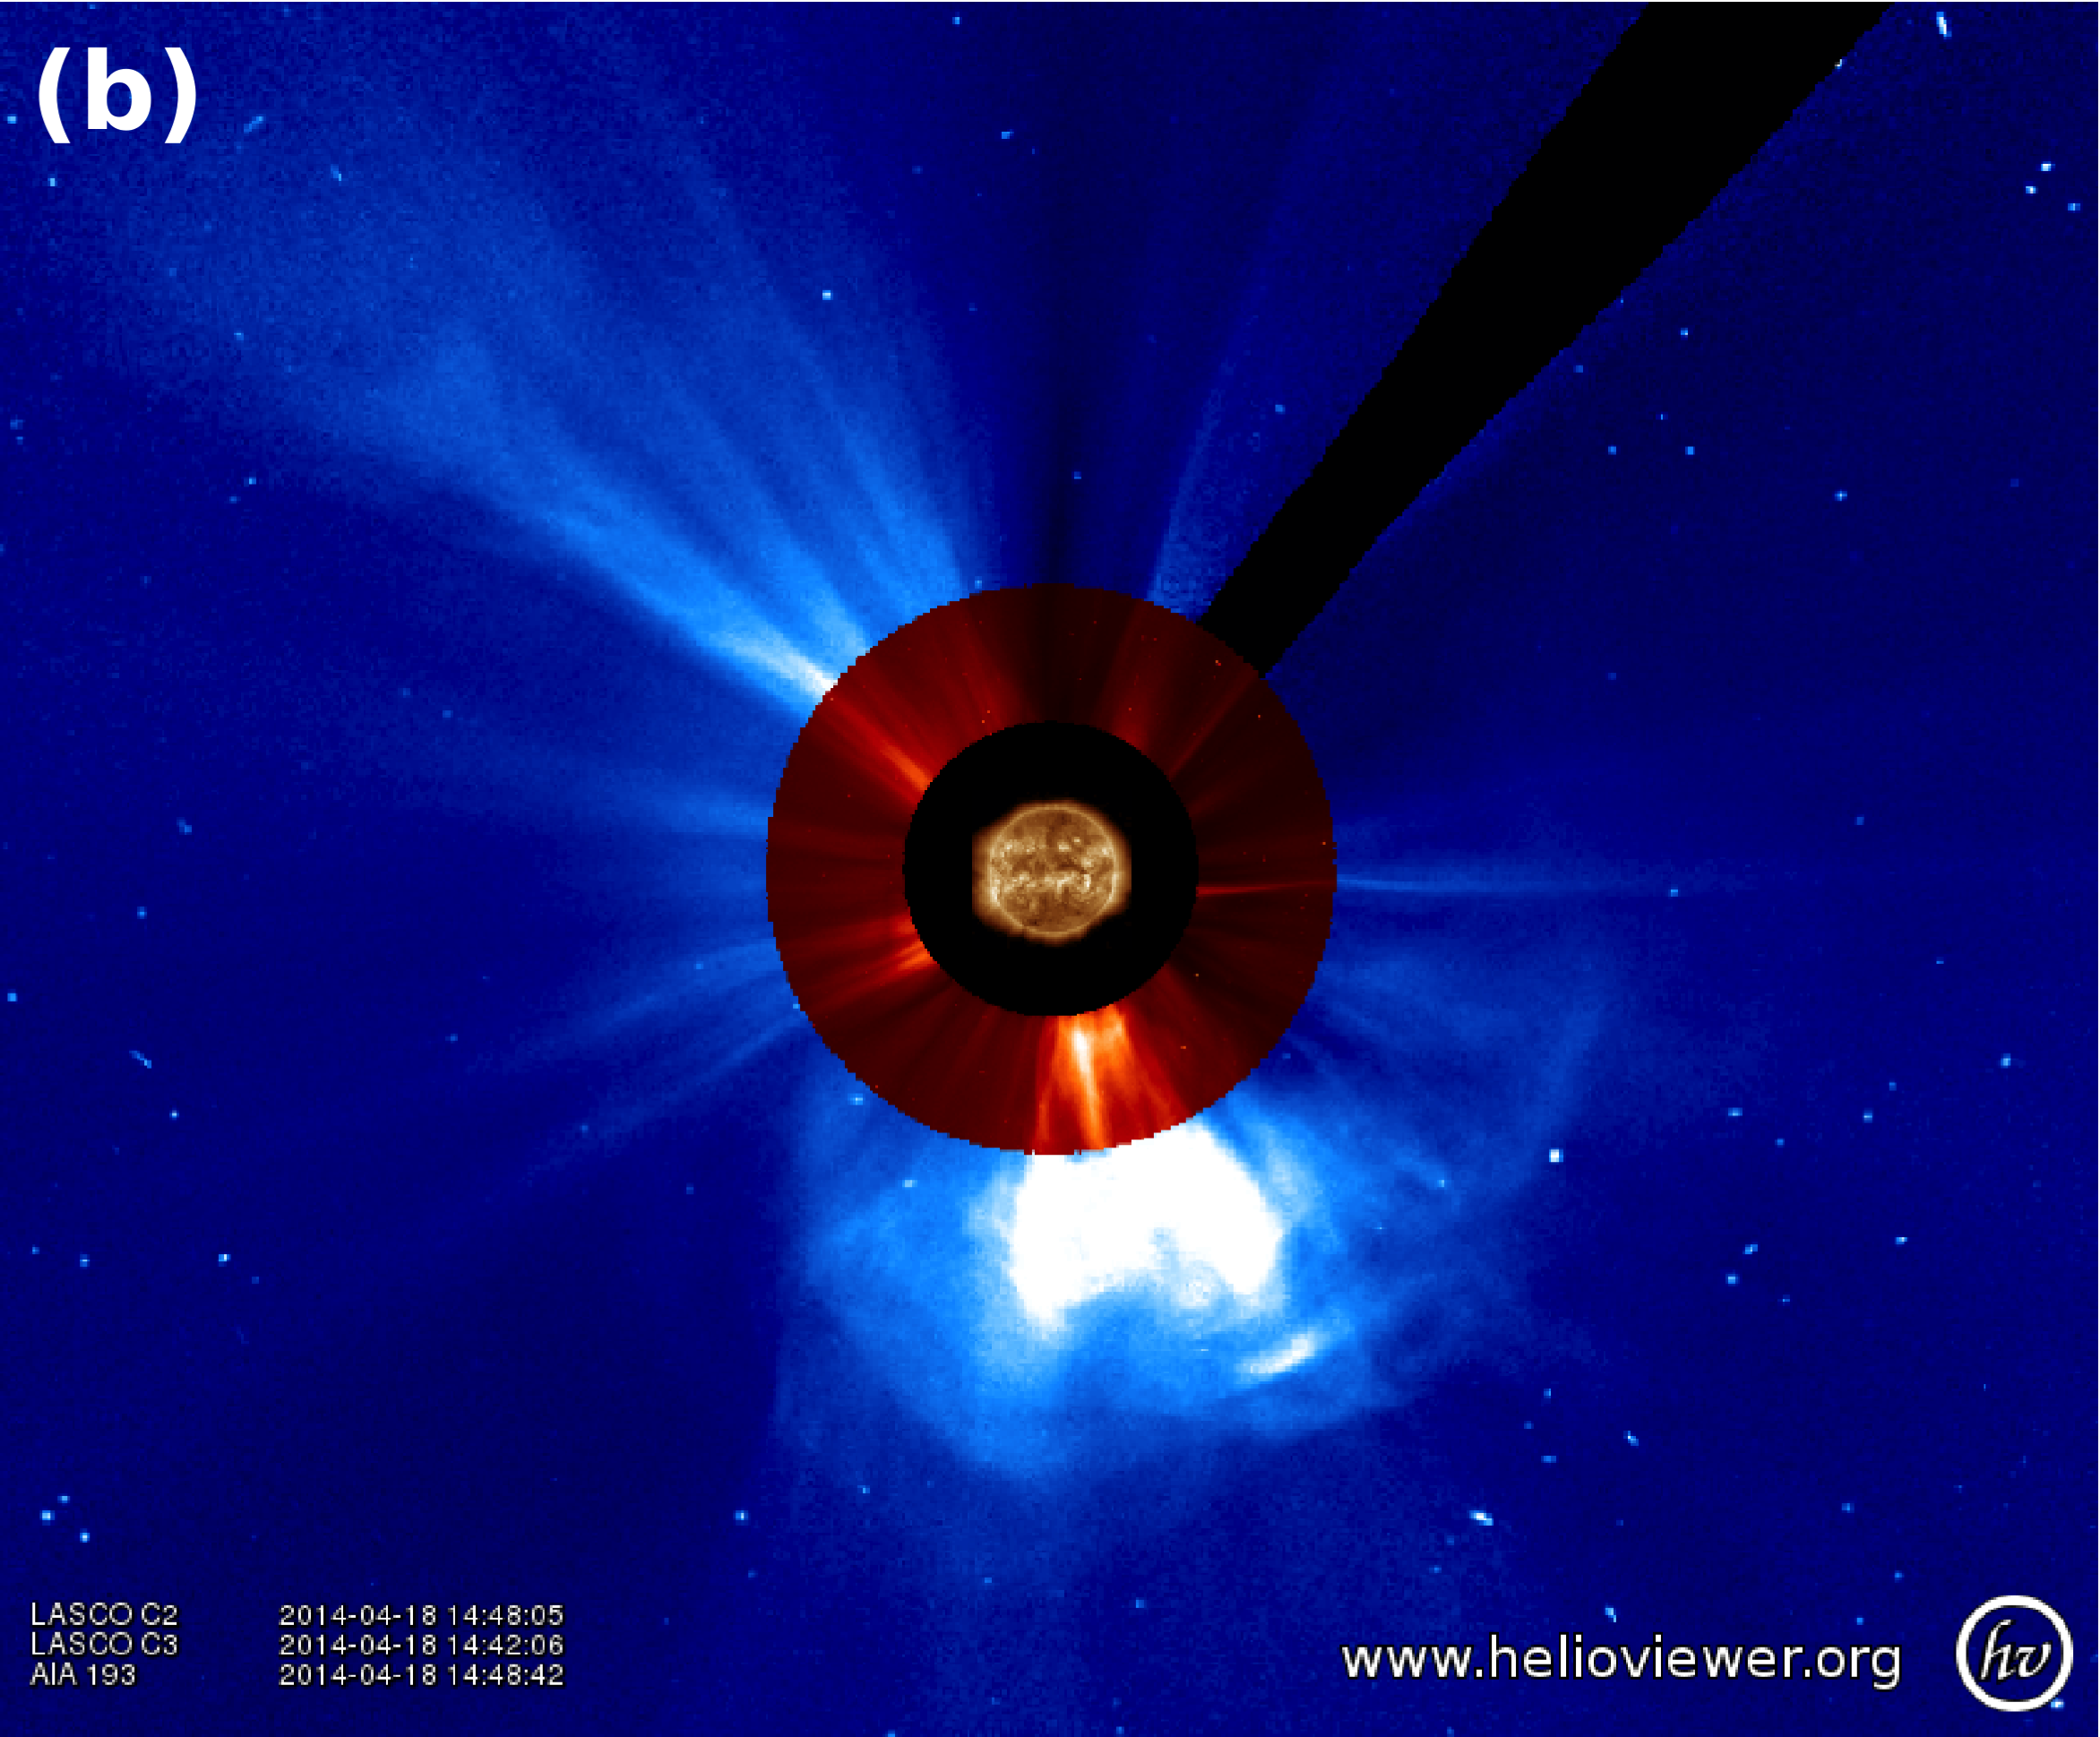 (b)
LASCO C2 2014-04-18 14:48:05
LASCO C3 2014-04-18 14:42:06
AIA 193 2014-04-18 14:48:42
www.helioviewer.org
hv